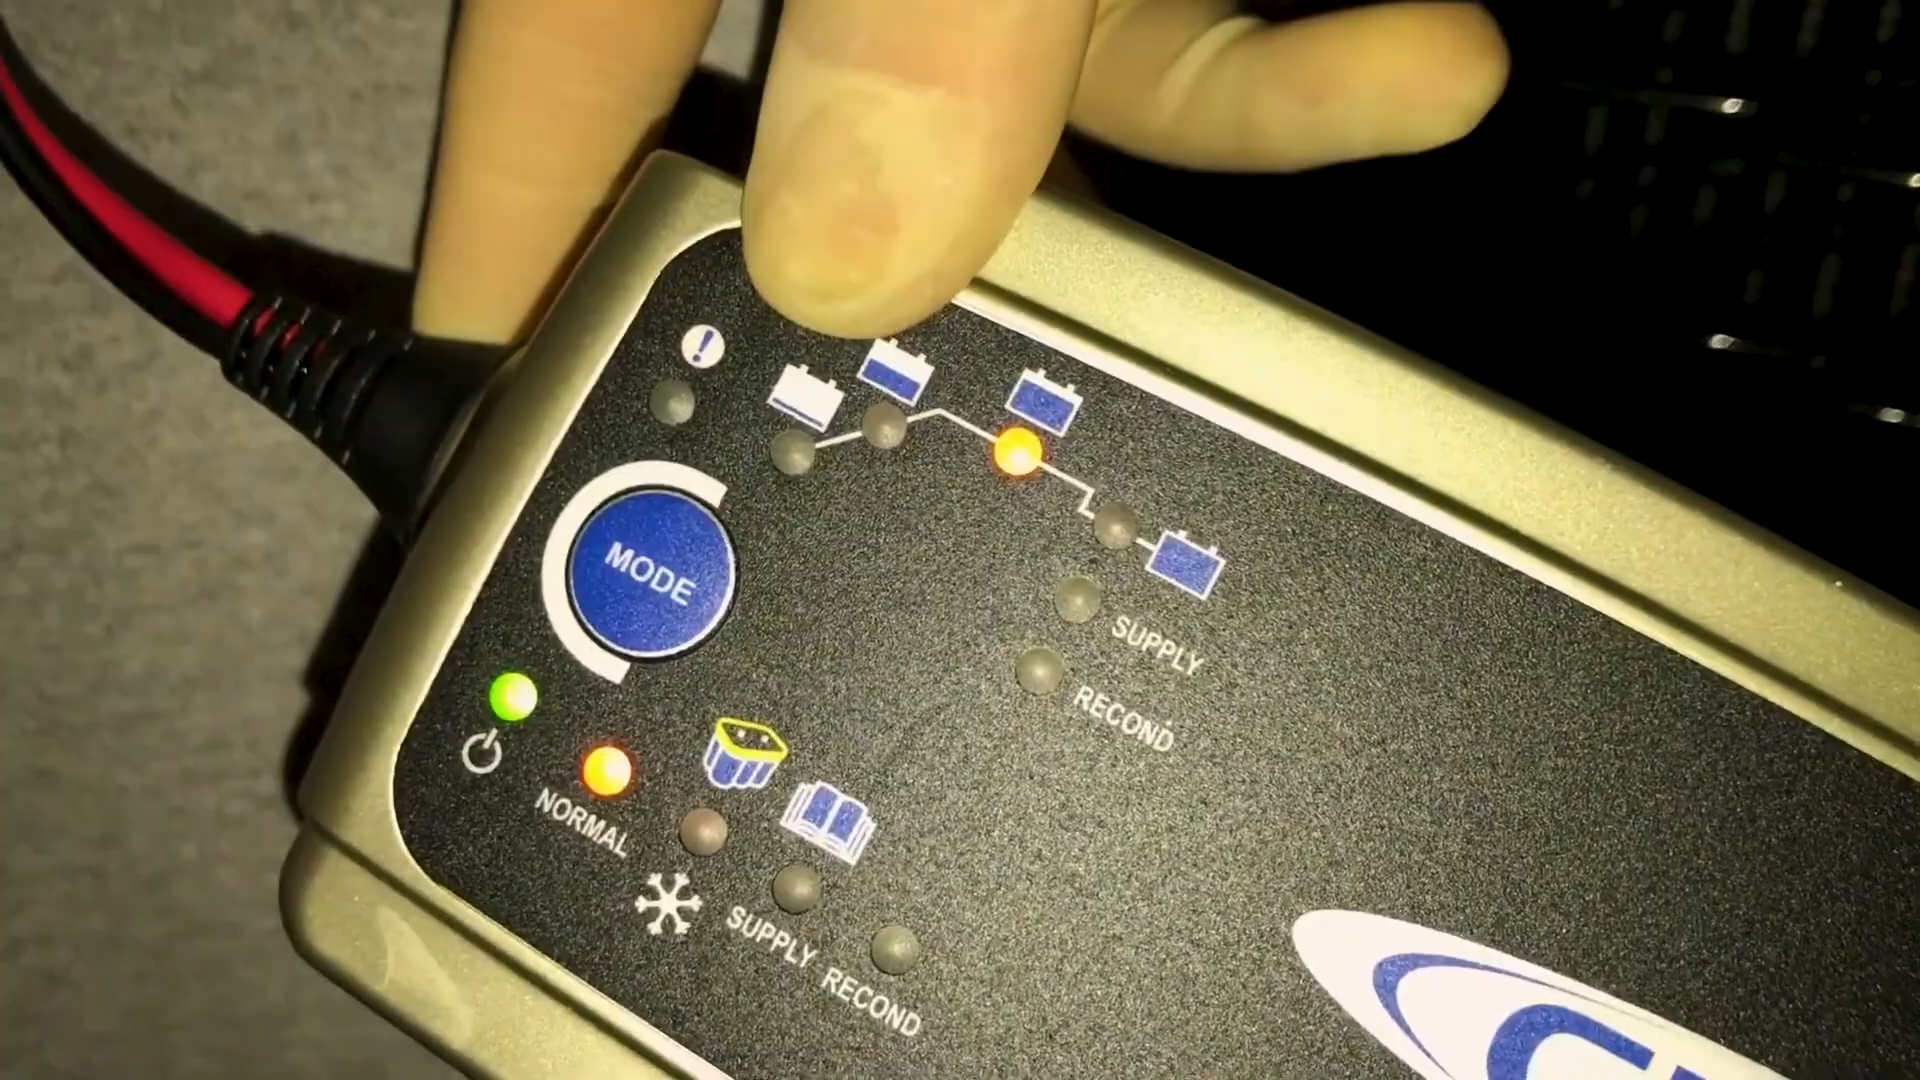 !
MODE
SUPPLY
RECOND
NORMAL
SUPPLY
RECOND